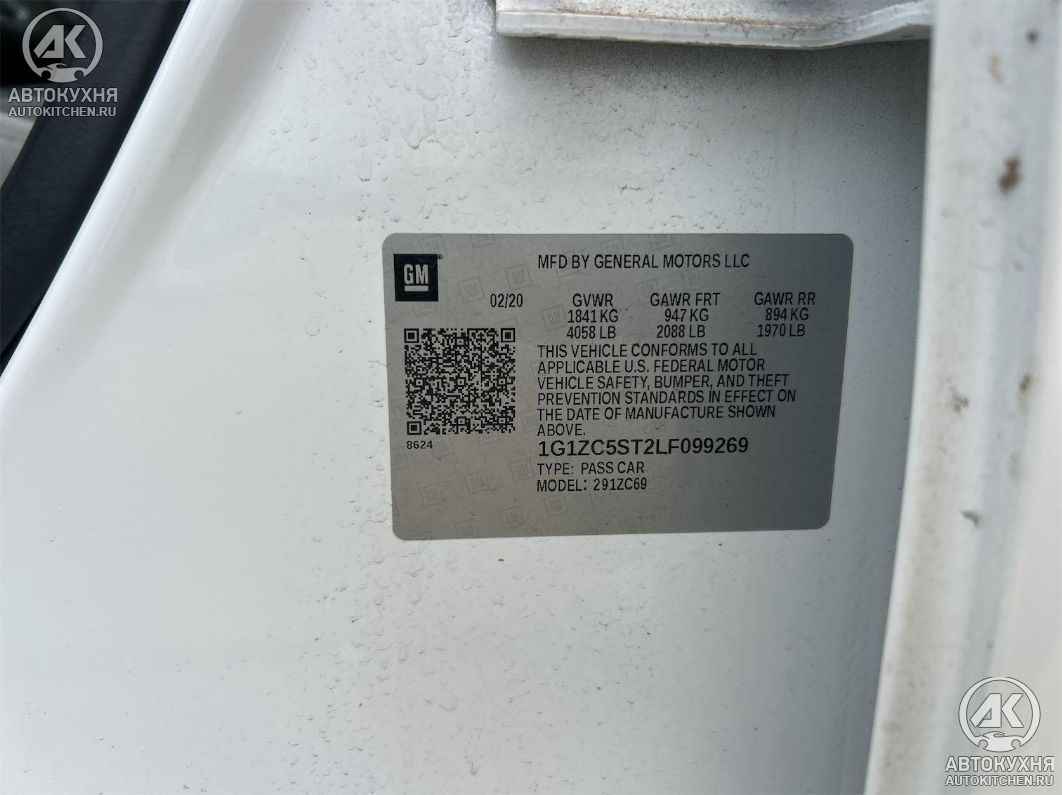 АК
АВТОКУХНЯ
AUTOKITCHEN.RU
GM
MFD BY GENERAL MOTORS LLC
02/20 GVWR GAWR FRT GAWR RR
1841 KG 947 KG 894 KG
4058 LB 2088 LB 1970 LB
THIS VEHICLE CONFORMS TO ALL
APPLICABLE U.S. FEDERAL MOTOR
VEHICLE SAFETY, BUMPER, AND THEFT
PREVENTION STANDARDS IN EFFECT ON
THE DATE OF MANUFACTURE SHOWN
ABOVE.
8624
1G1ZC5ST2LF099269
TYPE: PASS CAR
MODEL: 291ZC69
АК
АВТОКУХНЯ
AUTOKITCHEN.RU